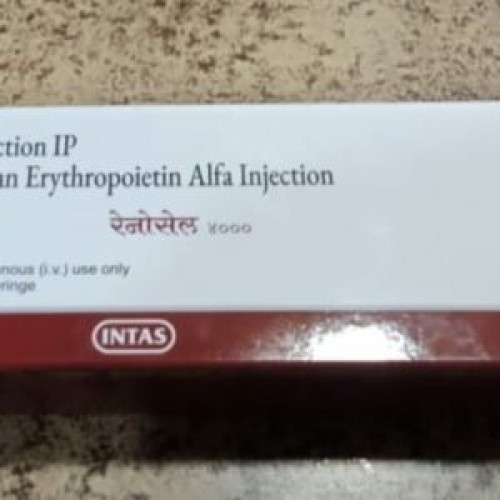 ction IP
an Erythropoietin Alfa Injection
रेनोसेल ४०००
nous (i.v.) use only
ringe
INTAS